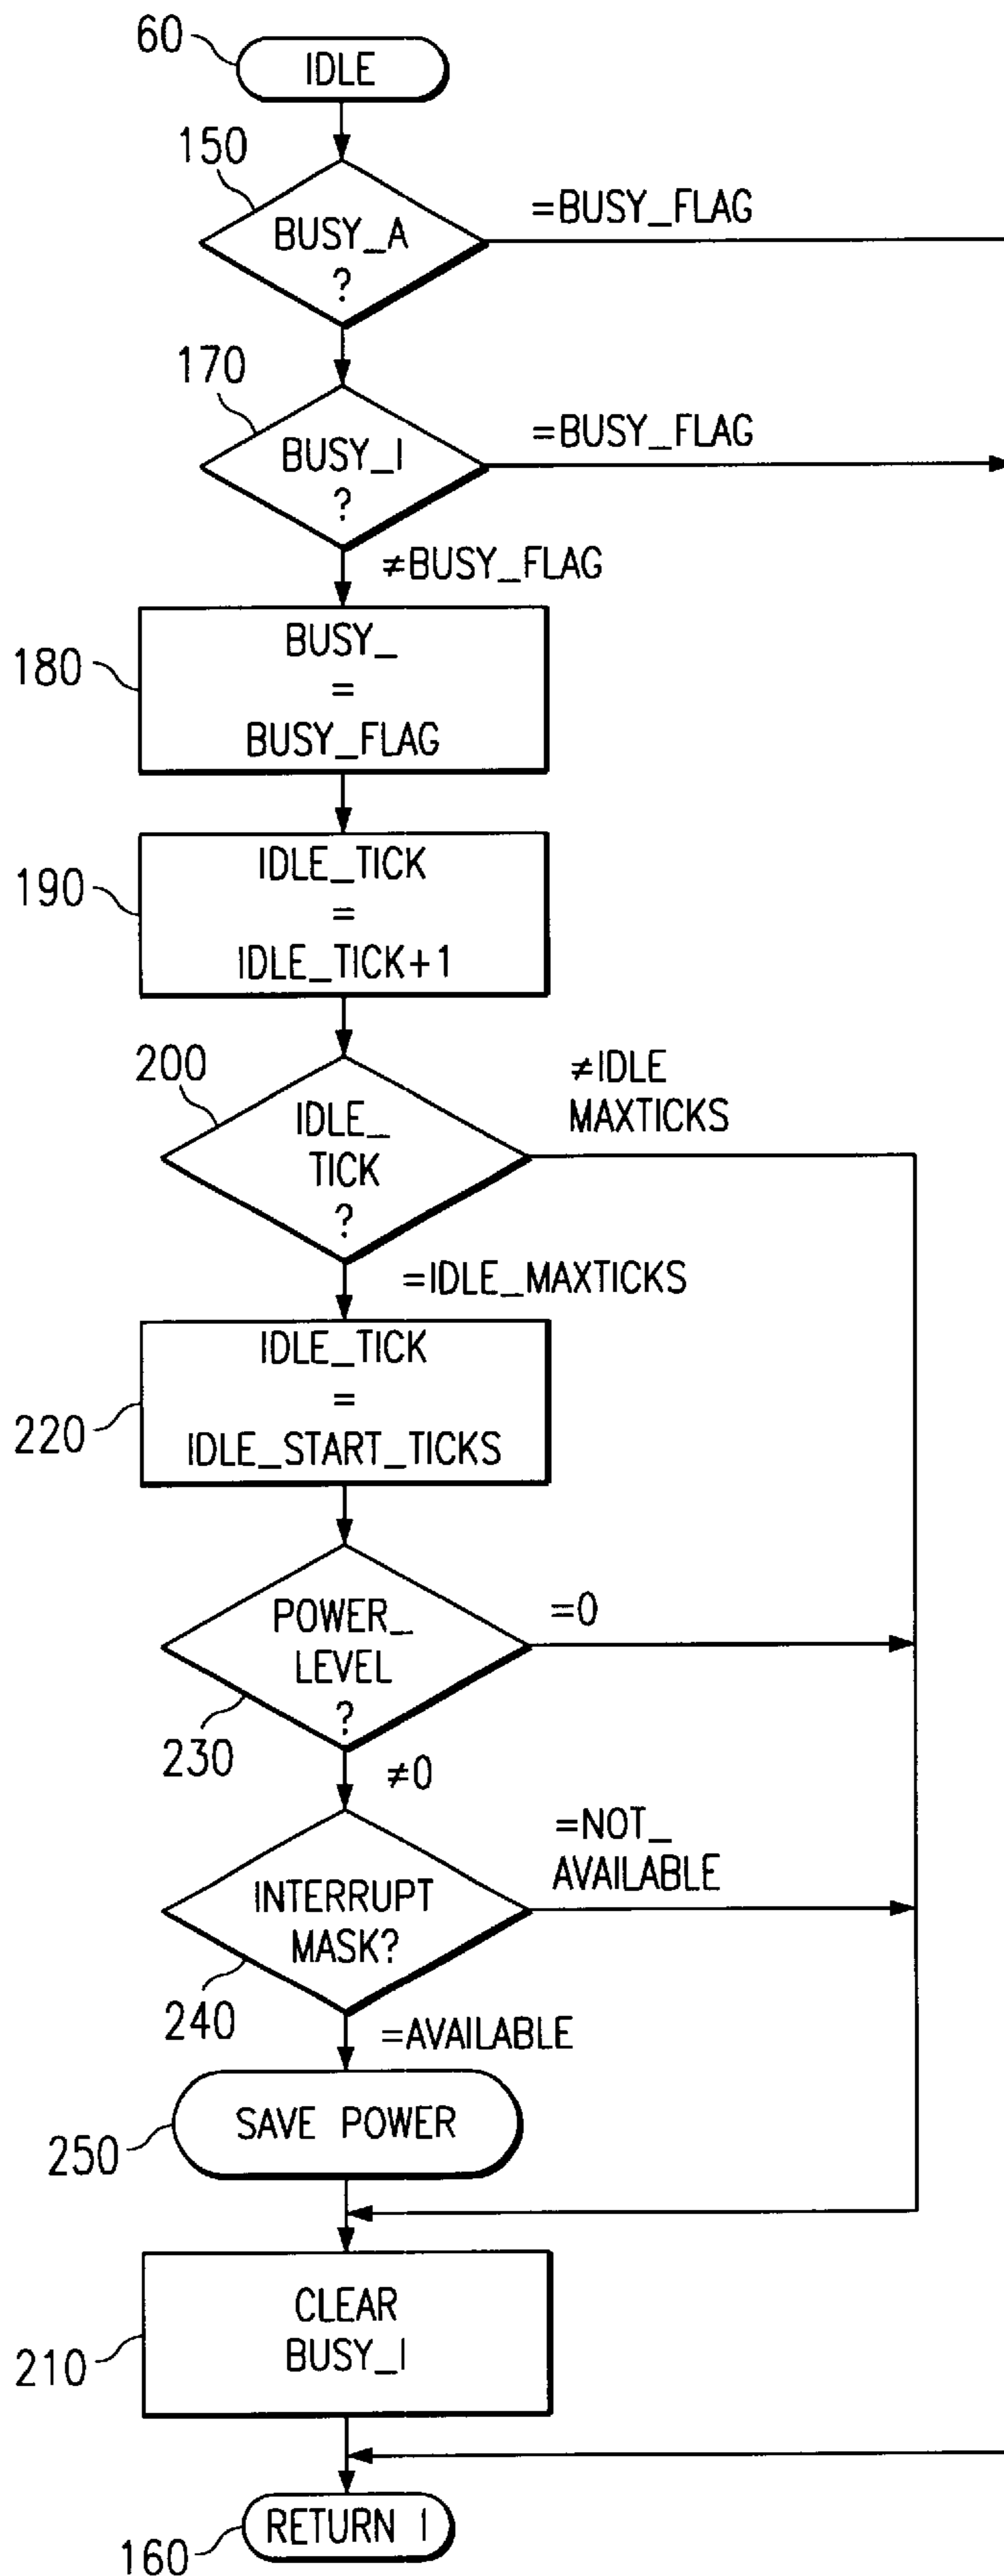 60
IDLE
150
BUSY_A
?
=BUSY_FLAG
170
BUSY_I
?
=BUSY_FLAG
≠BUSY_FLAG
180
BUSY_
=
BUSY_FLAG
190
IDLE_TICK
=
IDLE_TICK+1
200
IDLE_
TICK
?
≠IDLE
MAXTICKS
=IDLE_MAXTICKS
220
IDLE_TICK
=
IDLE_START_TICKS
POWER_
LEVEL
?
=0
230
≠0
INTERRUPT
MASK?
=NOT_
AVAILABLE
240
=AVAILABLE
250
SAVE POWER
210
CLEAR
BUSY_I
160
RETURN I